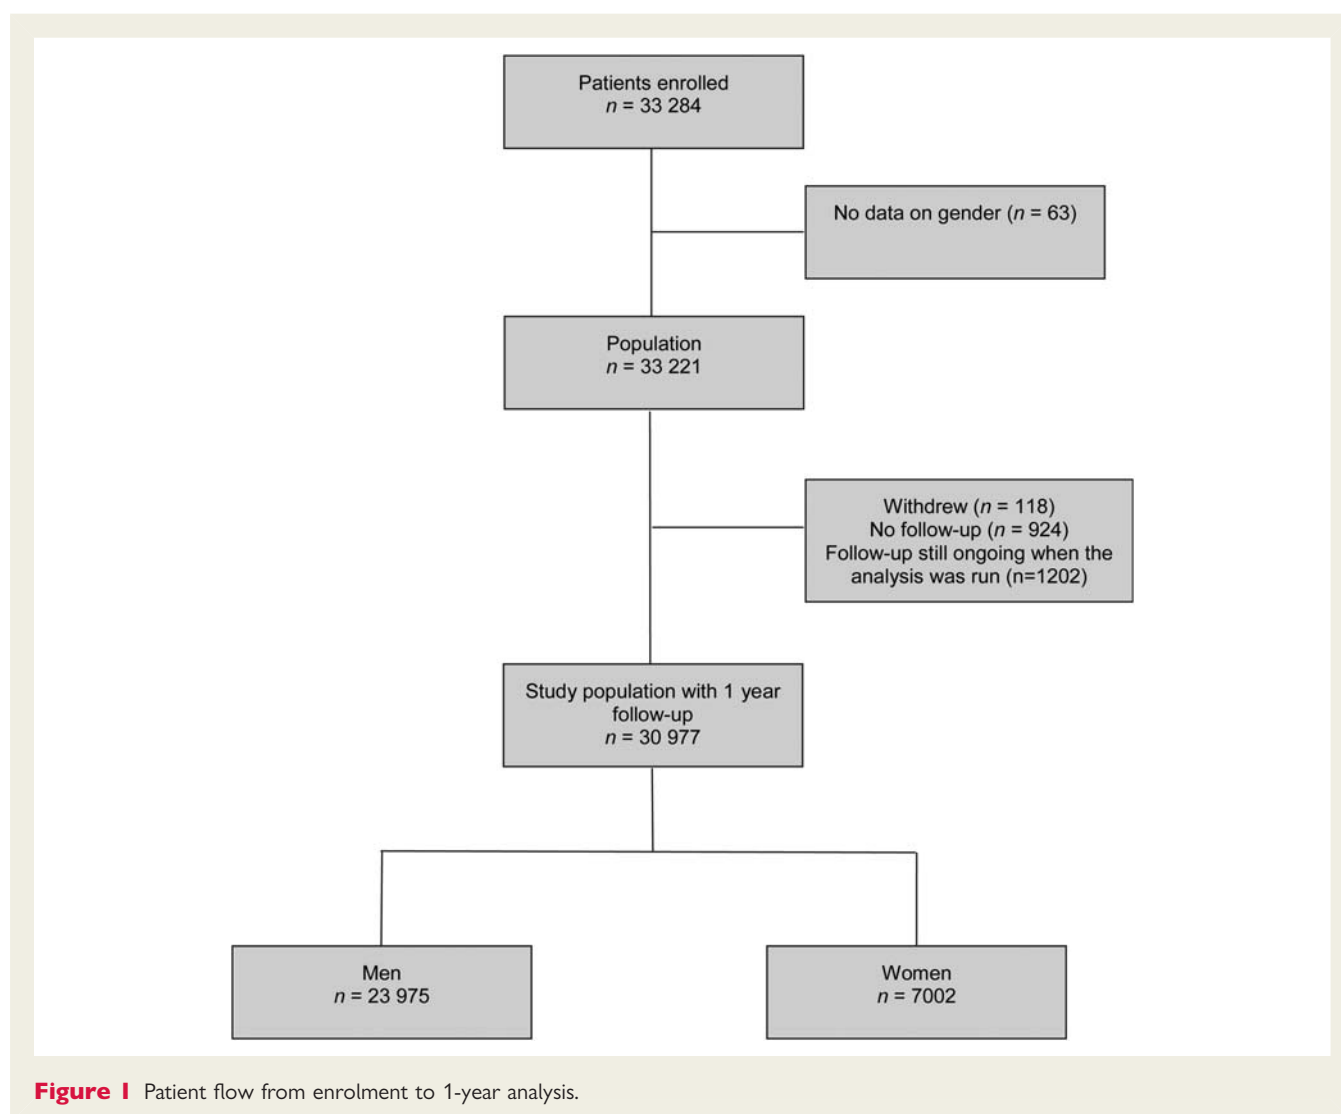 Patients enrolled
n = 33 284
No data on gender (n = 63)
Population
n = 33 221
Withdrew (n = 118)
No follow-up (n = 924)
Follow-up still ongoing when the
analysis was run (n=1202)
Study population with 1 year
follow-up
n = 30 977
Men
n = 23 975
Women
n = 7002
Figure 1 Patient flow from enrolment to 1-year analysis.